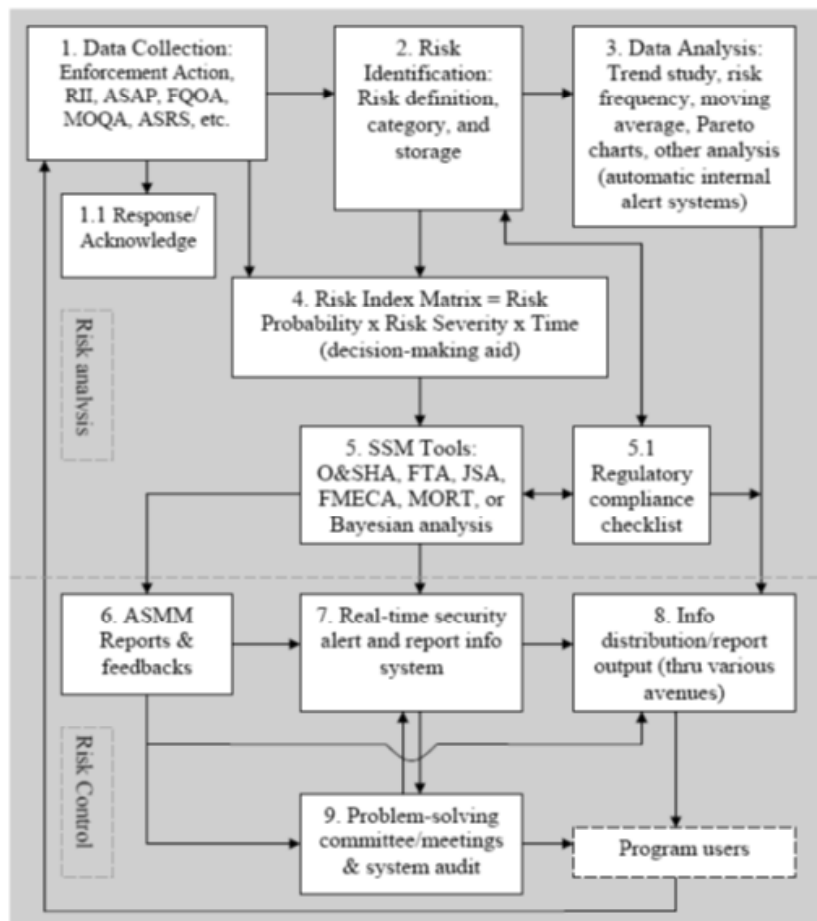 1. Data Collection:
Enforcement Action,
RII, ASAP, FQOA,
MOQA, ASRS, etc.
2. Risk
Identification:
Risk definition,
category, and
storage
3. Data Analysis:
Trend study, risk
frequency, moving
average, Pareto
charts, other analysis
(automatic internal
alert systems)
1.1 Response/
Acknowledge
4. Risk Index Matrix = Risk
Probability x Risk Severity x Time
(decision-making aid)
Risk analysis
5. SSM Tools:
O&SHA, FTA, JSA,
FMECA, MORT, or
Bayesian analysis
5.1
Regulatory
compliance
checklist
6. ASMM
Reports &
feedbacks
7. Real-time security
alert and report info
system
8. Info
distribution/report
output (thru various
avenues)
Risk Control
9. Problem-solving
committee/meetings
& system audit
Program users